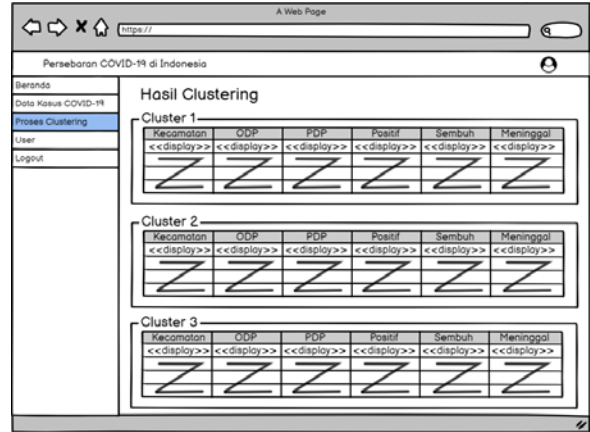 A Web Page
https://
Persebaran COVID-19 di Indonesia
Beranda
Data Kasus COVID-19
Proses Clustering
User
Logout
Hasil Clustering
Cluster 1
Kecamatan ODP PDP Positif Sembuh Meninggal
<<display>> <<display>> <<display>> <<display>> <<display>> <<display>>
Cluster 2
Kecamatan ODP PDP Positif Sembuh Meninggal
<<display>> <<display>> <<display>> <<display>> <<display>> <<display>>
Cluster 3
Kecamatan ODP PDP Positif Sembuh Meninggal
<<display>> <<display>> <<display>> <<display>> <<display>> <<display>>